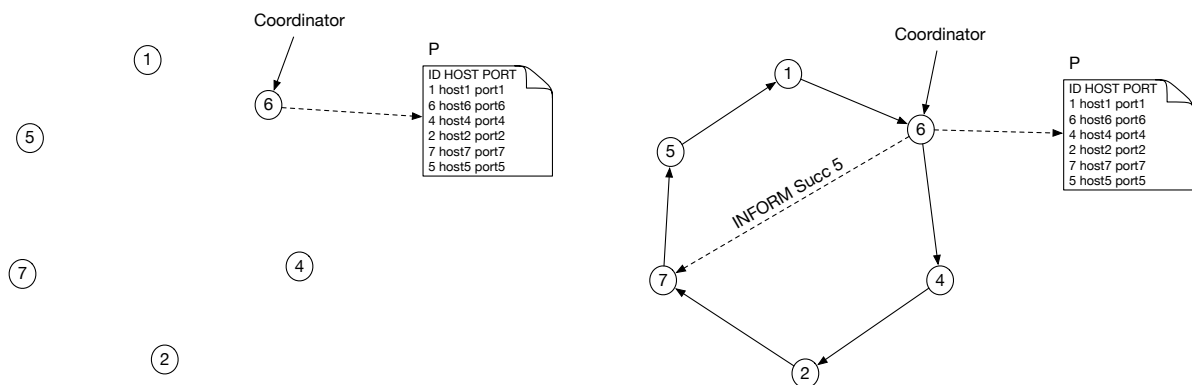 Coordinator
1
6
5
7
4
2
P
ID HOST PORT
1 host1 port1
6 host6 port6
4 host4 port4
2 host2 port2
7 host7 port7
5 host5 port5
Coordinator
1
6
5
INFORM Succ 5
7
4
2
P
ID HOST PORT
1 host1 port1
6 host6 port6
4 host4 port4
2 host2 port2
7 host7 port7
5 host5 port5